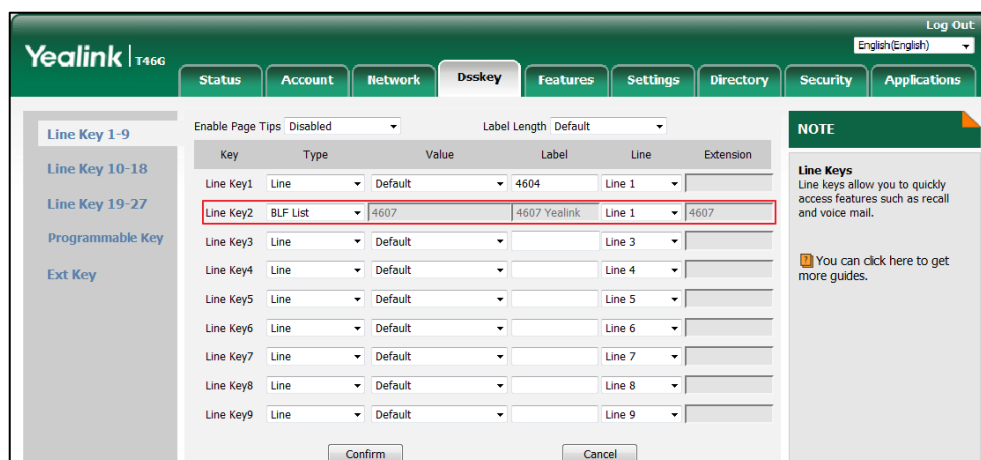 Log Out
Yealink T46G
English(English)
Status Account Network Dsskey Features Settings Directory Security Applications
Line Key 1-9
Line Key 10-18
Line Key 19-27
Programmable Key
Ext Key
Enable Page Tips Disabled Label Length Default
Key Type Value Label Line Extension
Line Key1 Line Default 4604 Line 1
Line Key2 BLF List 4607 4607 Yealink Line 1 4607
Line Key3 Line Default Line 3
Line Key4 Line Default Line 4
Line Key5 Line Default Line 5
Line Key6 Line Default Line 6
Line Key7 Line Default Line 7
Line Key8 Line Default Line 8
Line Key9 Line Default Line 9
Confirm Cancel
NOTE
Line Keys
Line keys allow you to quickly
access features such as recall
and voice mail.
? You can click here to get
more guides.